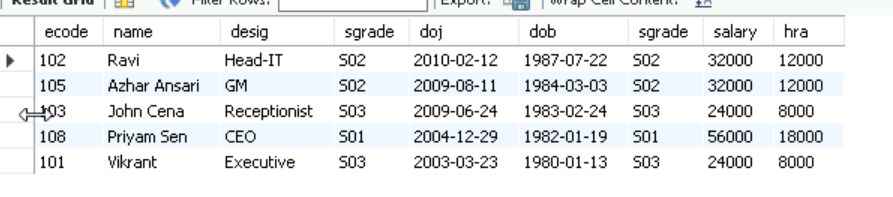 Result Grid Filter Rows: Export: Wrap Cell Content: IA
ecode name desig sgrade doj dob sgrade salary hra
102 Ravi Head-IT S02 2010-02-12 1987-07-22 S02 32000 12000
105 Azhar Ansari GM S02 2009-08-11 1984-03-03 S02 32000 12000
103 John Cena Receptionist S03 2009-06-24 1983-02-24 S03 24000 8000
108 Priyam Sen CEO S01 2004-12-29 1982-01-19 S01 56000 18000
101 Vikrant Executive S03 2003-03-23 1980-01-13 S03 24000 8000